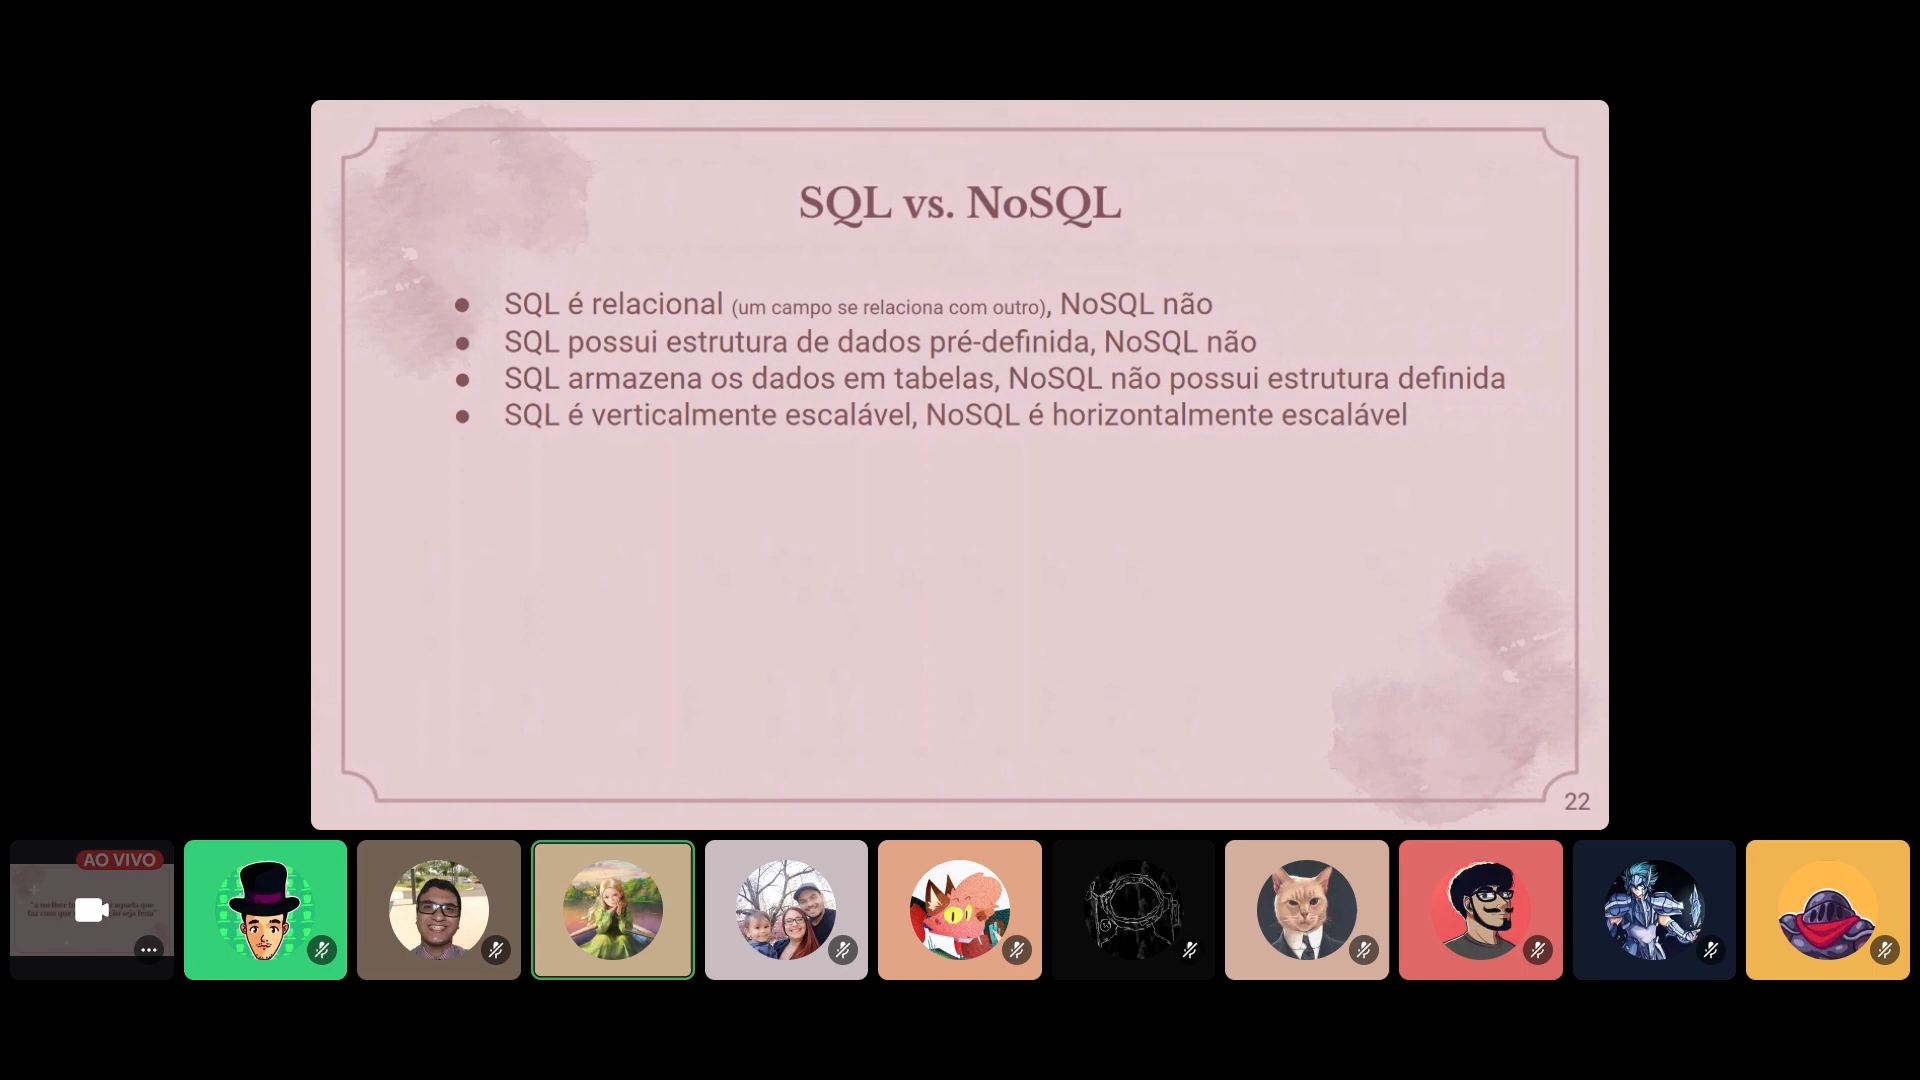 SQL vs. NoSQL
● SQL é relacional (um campo se relaciona com outro), NoSQL não
● SQL possui estrutura de dados pré-definida, NoSQL não
● SQL armazena os dados em tabelas, NoSQL não possui estrutura definida
● SQL é verticalmente escalável, NoSQL é horizontalmente escalável
22
AO VIVO